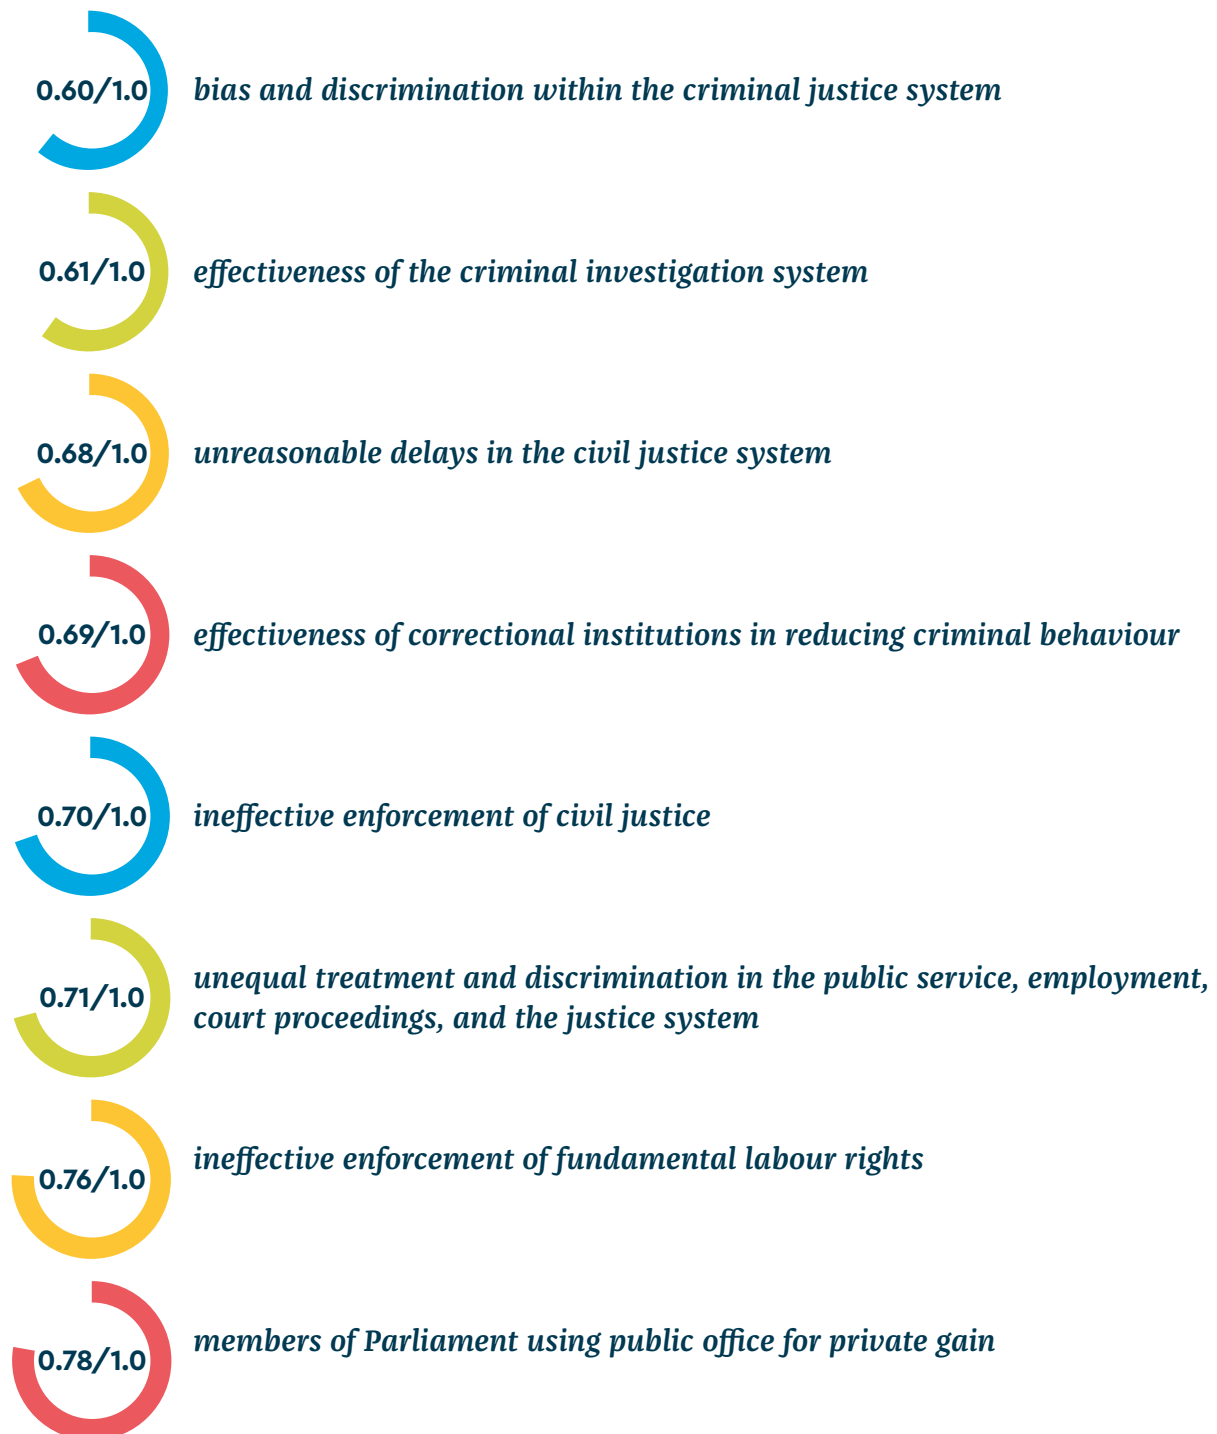 0.60/1.0 bias and discrimination within the criminal justice system
0.61/1.0 effectiveness of the criminal investigation system
0.68/1.0 unreasonable delays in the civil justice system
0.69/1.0 effectiveness of correctional institutions in reducing criminal behaviour
0.70/1.0 ineffective enforcement of civil justice
0.71/1.0 unequal treatment and discrimination in the public service, employment,
court proceedings, and the justice system
0.76/1.0 ineffective enforcement of fundamental labour rights
0.78/1.0 members of Parliament using public office for private gain